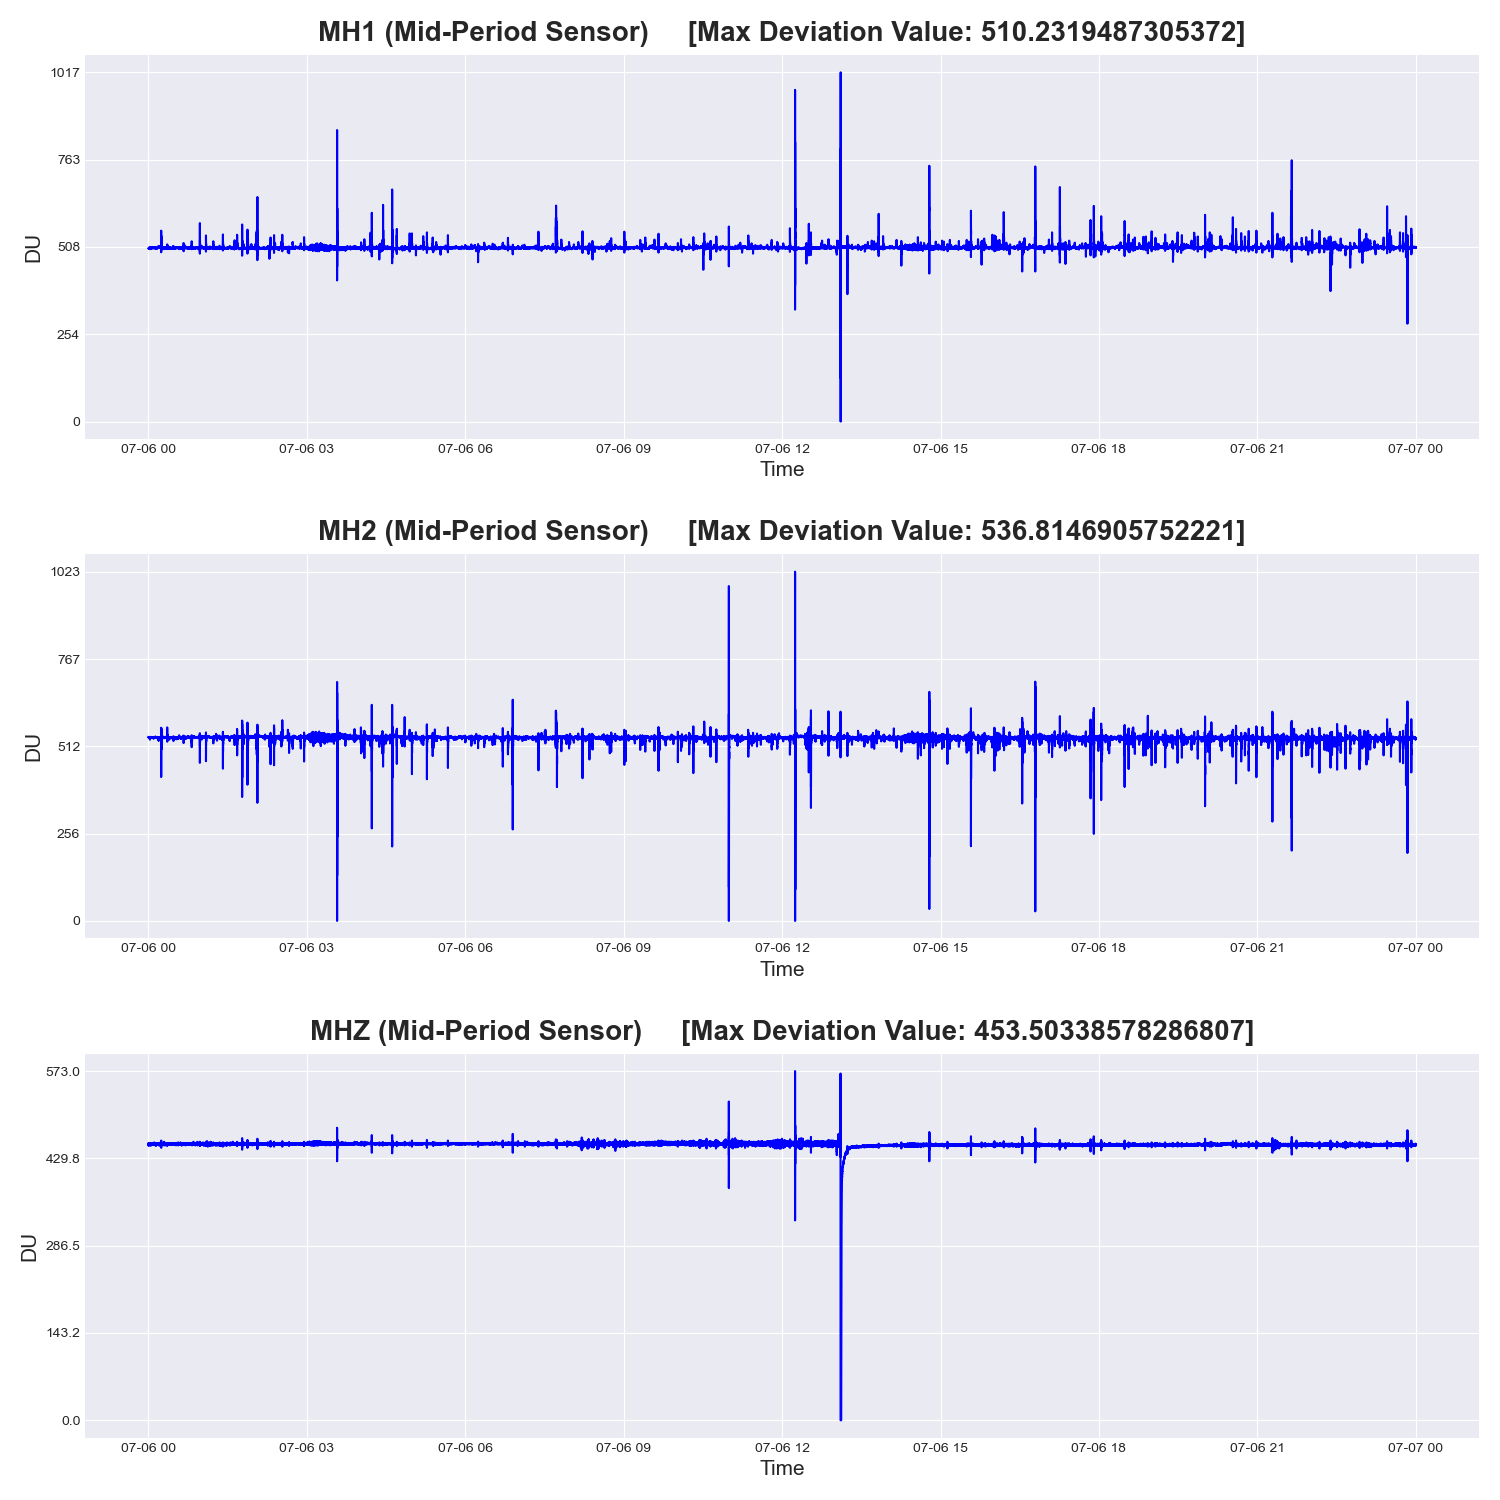 MH1 (Mid-Period Sensor) [Max Deviation Value: 510.2319487305372]
1017
763
508
254
0
DU
07-06 00 07-06 03 07-06 06 07-06 09 07-06 12 07-06 15 07-06 18 07-06 21 07-07 00
Time
MH2 (Mid-Period Sensor) [Max Deviation Value: 536.8146905752221]
1023
767
512
256
0
DU
07-06 00 07-06 03 07-06 06 07-06 09 07-06 12 07-06 15 07-06 18 07-06 21 07-07 00
Time
MHZ (Mid-Period Sensor) [Max Deviation Value: 453.50338578286807]
573.0
429.8
286.5
143.2
0.0
DU
07-06 00 07-06 03 07-06 06 07-06 09 07-06 12 07-06 15 07-06 18 07-06 21 07-07 00
Time